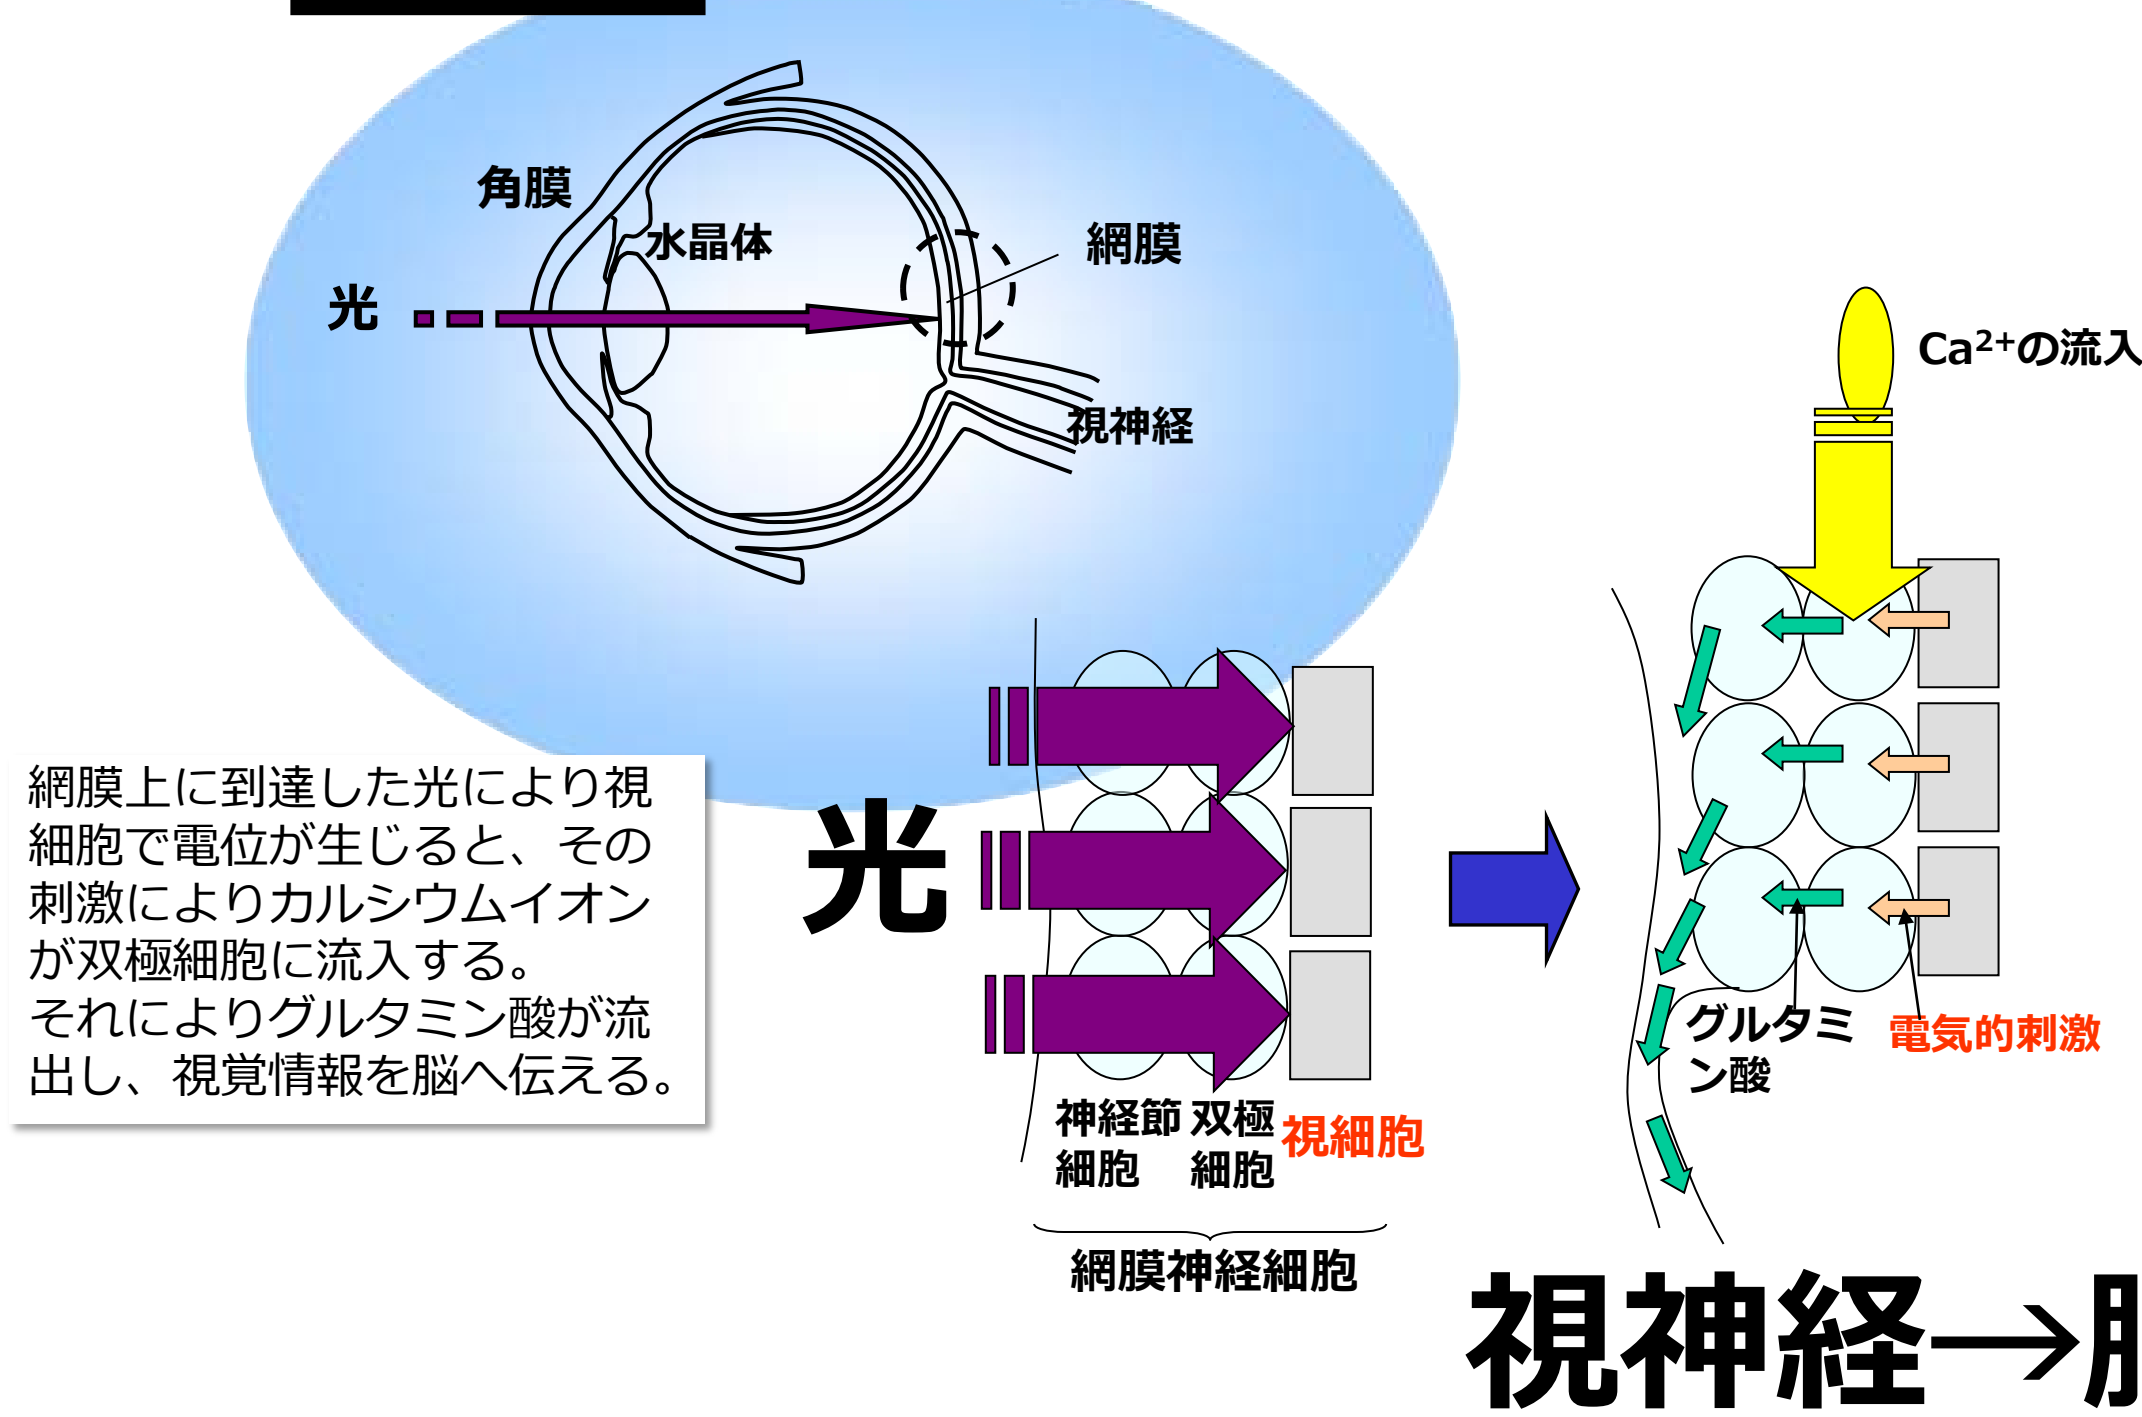 角膜
水晶体
網膜
光
視神経
Ca²⁺の流入
網膜上に到達した光により視
細胞で電位が生じると、その
刺激によりカルシウムイオン
が双極細胞に流入する。
それによりグルタミン酸が流
出し、視覚情報を脳へ伝える。
光
神経節
細胞
双極
細胞
視細胞
網膜神経細胞
グルタミ
ン酸
電気的刺激
視神経→